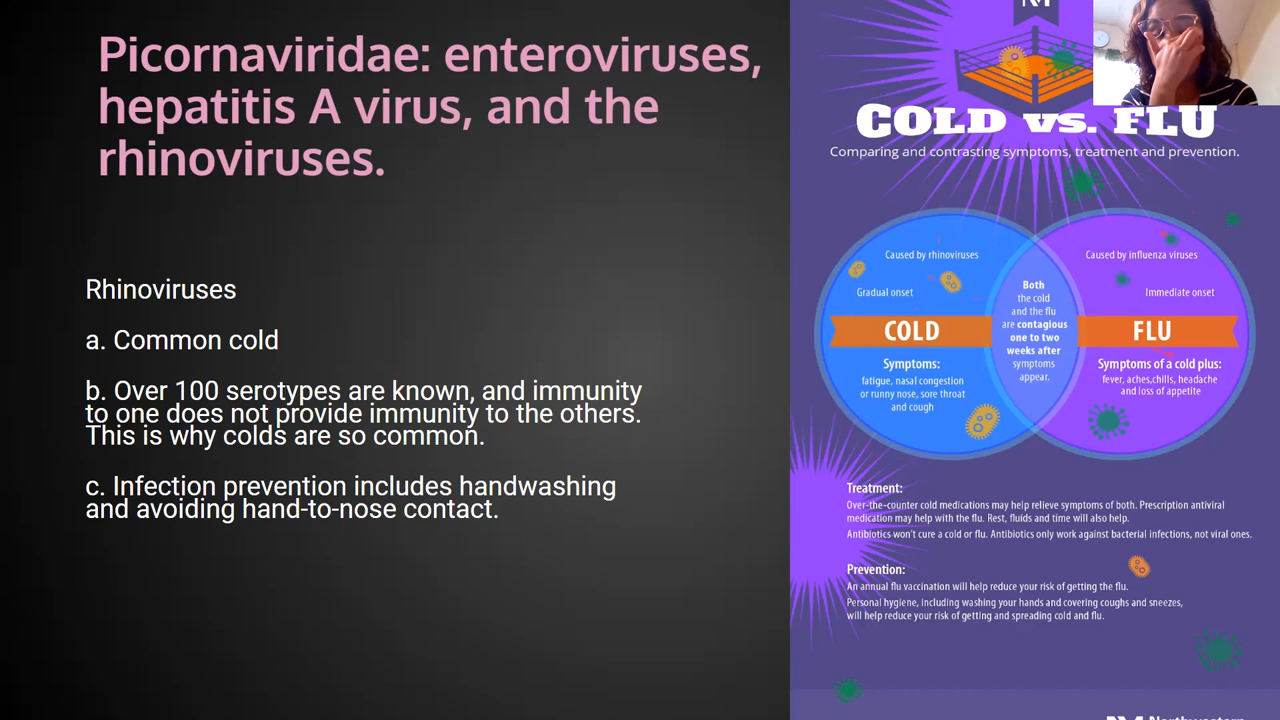 Picornaviridae: enteroviruses,
hepatitis A virus, and the
rhinoviruses.
Rhinoviruses
a. Common cold
b. Over 100 serotypes are known, and immunity
to one does not provide immunity to the others.
This is why colds are so common.
c. Infection prevention includes handwashing
and avoiding hand-to-nose contact.
COLD vs. FLU
Comparing and contrasting symptoms, treatment and prevention.
Caused by rhinoviruses
Gradual onset
COLD
Symptoms:
fatigue, nasal congestion
or runny nose, sore throat
and cough
Both
the cold
and the flu
are contagious
one to two
weeks after
symptoms
appear.
Caused by influenza viruses
Immediate onset
FLU
Symptoms of a cold plus:
fever, aches,chills, headache
and loss of appetite
Treatment:
Over-the-counter cold medications may help relieve symptoms of both. Prescription antiviral
medication may help with the flu. Rest, fluids and time will also help.
Antibiotics won't cure a cold or flu. Antibiotics only work against bacterial infections, not viral ones.
Prevention:
An annual flu vaccination will help reduce your risk of getting the flu.
Personal hygiene, including washing your hands and covering coughs and sneezes,
will help reduce your risk of getting and spreading cold and flu.